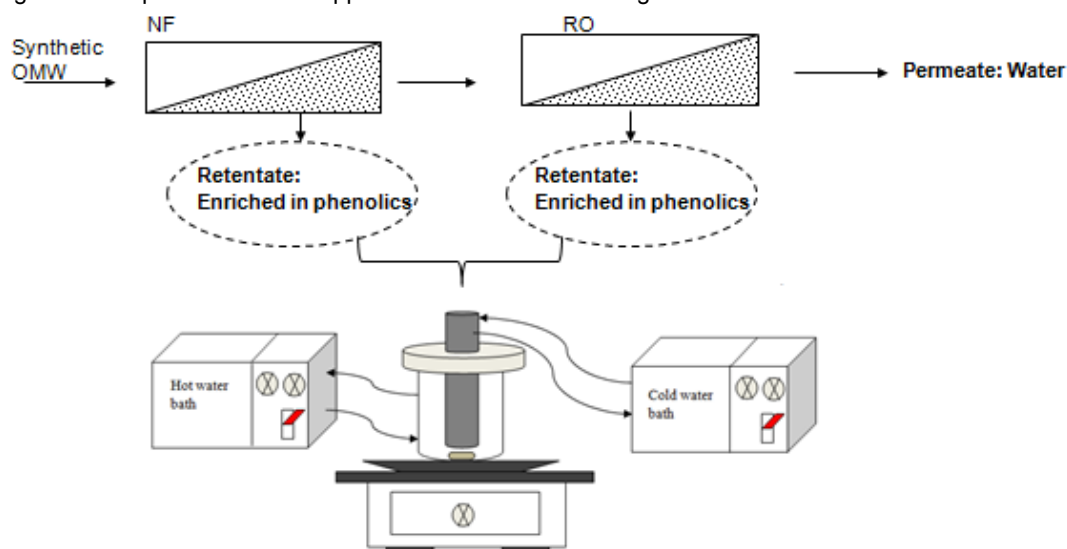 NF
RO
Synthetic
OMW
Permeate: Water
Retentate:
Enriched in phenolics
Retentate:
Enriched in phenolics
Hot water
bath
Cold water
bath